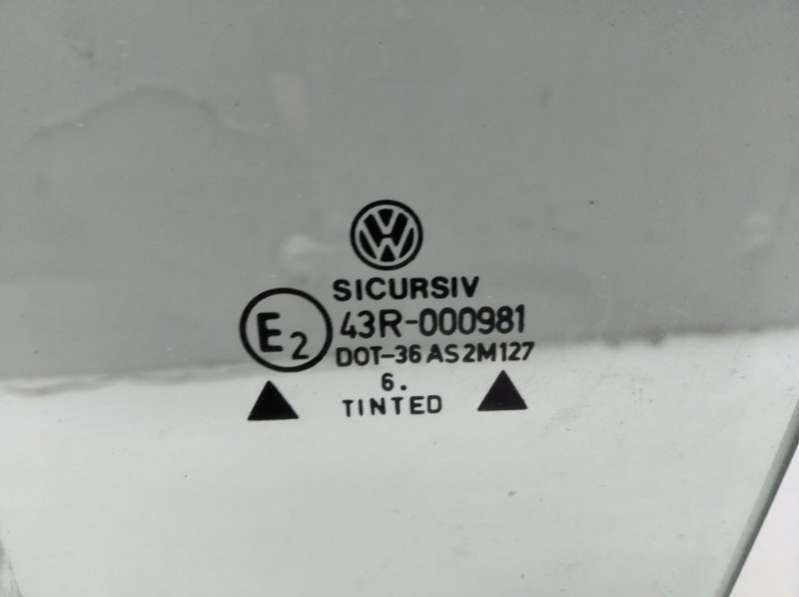 SICURSIV
E2 43R-000981
DOT-36 AS2M127
6.
TINTED